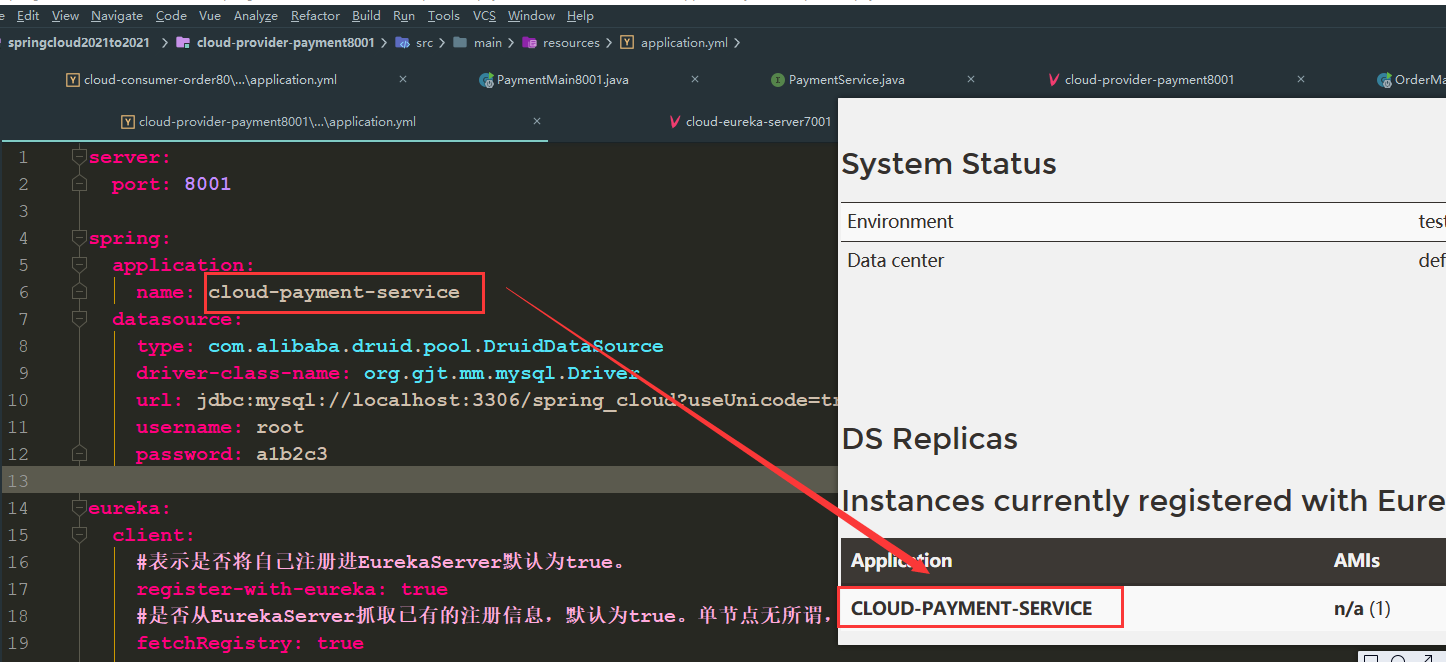 Edit View Navigate Code Vue Analyze Refactor Build Run Tools VCS Window Help
springcloud2021to2021 cloud-provider-payment8001 src main resources application.yml
cloud-consumer-order80\...\application.yml PaymentMain8001.java PaymentService.java cloud-provider-payment8001 OrderMa
cloud-provider-payment8001\...\application.yml cloud-eureka-server7001
1 server:
2 port: 8001
3
4 spring:
5 application:
6 name: cloud-payment-service
7 datasource:
8 type: com.alibaba.druid.pool.DruidDataSource
9 driver-class-name: org.gjt.mm.mysql.Driver
10 url: jdbc:mysql://localhost:3306/spring_cloud?useUnicode=tr
11 username: root
12 password: a1b2c3
13
14 eureka:
15 client:
16 #表示是否将自己注册进EurekaServer默认为true。
17 register-with-eureka: true
18 #是否从EurekaServer抓取已有的注册信息，默认为true。单节点无所谓，
19 fetchRegistry: true
System Status
Environment test
Data center def
DS Replicas
Instances currently registered with Eure
Application AMIs
CLOUD-PAYMENT-SERVICE n/a (1)